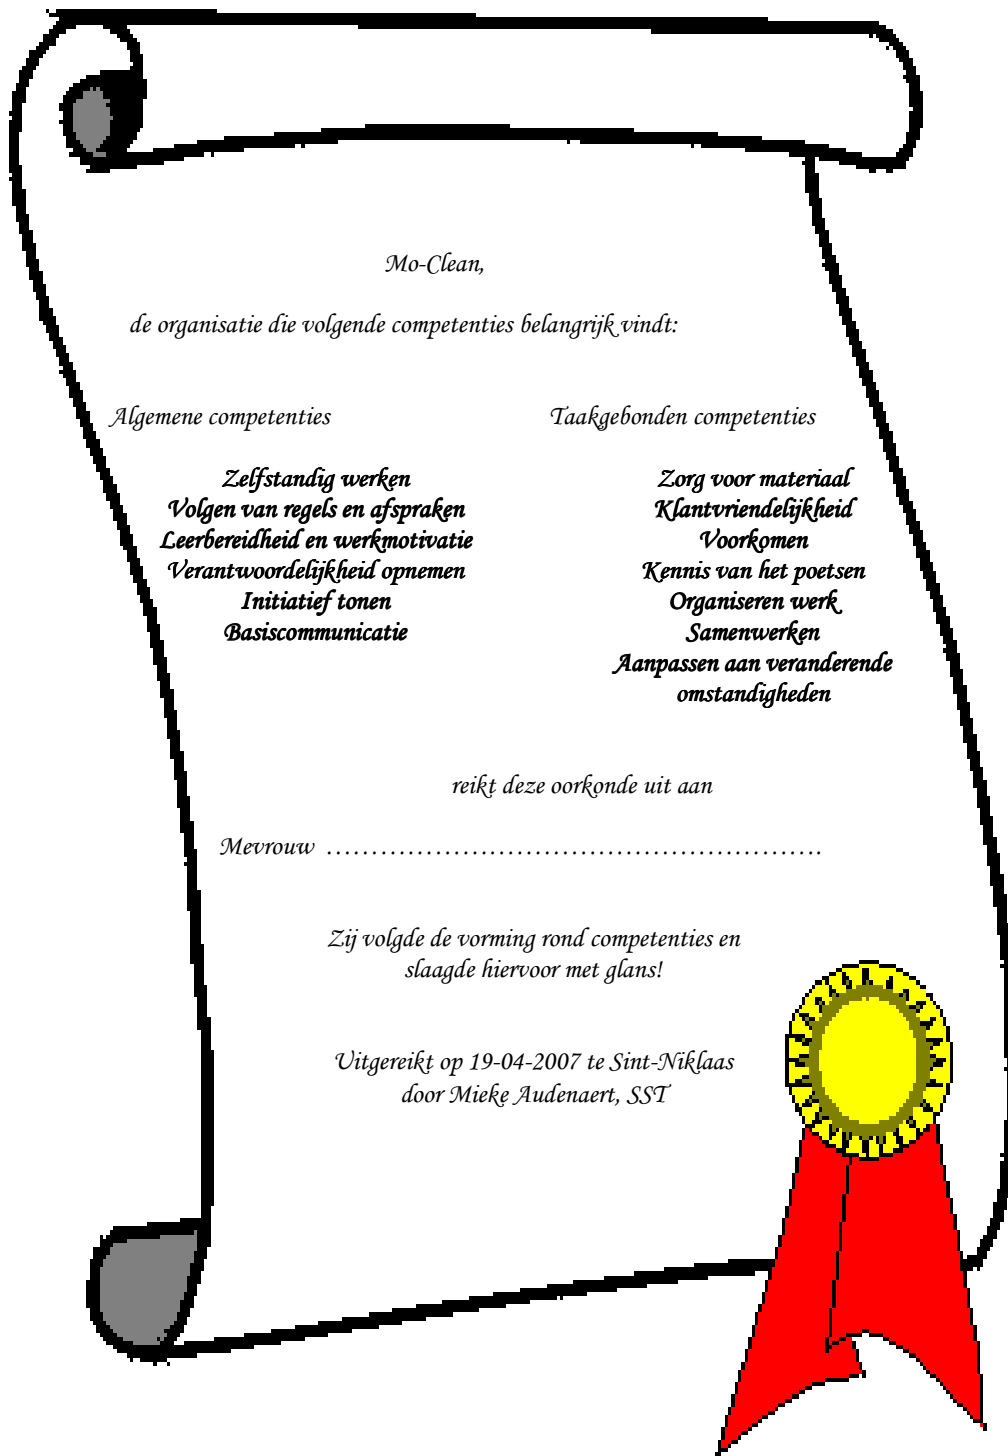 Mo-Clean,
de organisatie die volgende competenties belangrijk vindt:
Algemene competenties
Zelfstandig werken
Volgen van regels en afspraken
Leerbereidheid en werkmotivatie
Verantwoordelijkheid opnemen
Initiatief tonen
Basiscommunicatie
Taakgebonden competenties
Zorg voor materiaal
Klantvriendelijkheid
Voorkomen
Kennis van het poetsen
Organiseren werk
Samenwerken
Aanpassen aan veranderende
omstandigheden
reikt deze oorkonde uit aan
Mevrouw ……………………………………………….
Zij volgde de vorming rond competenties en
slaagde hiervoor met glans!
Uitgereikt op 19-04-2007 te Sint-Niklaas
door Mieke Audenaert, SST